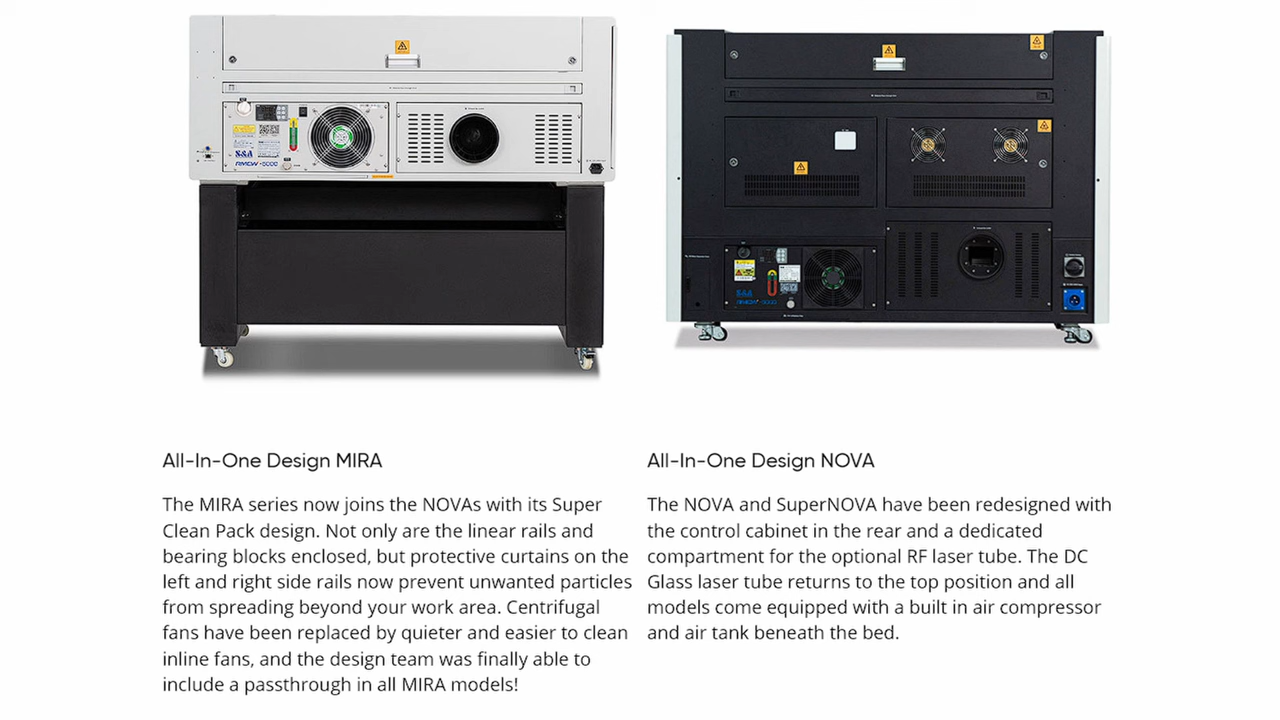 S&A
S&A
All-In-One Design MIRA
The MIRA series now joins the NOVAs with its Super
Clean Pack design. Not only are the linear rails and
bearing blocks enclosed, but protective curtains on the
left and right side rails now prevent unwanted particles
from spreading beyond your work area. Centrifugal
fans have been replaced by quieter and easier to clean
inline fans, and the design team was finally able to
include a passthrough in all MIRA models!
All-In-One Design NOVA
The NOVA and SuperNOVA have been redesigned with
the control cabinet in the rear and a dedicated
compartment for the optional RF laser tube. The DC
Glass laser tube returns to the top position and all
models come equipped with a built in air compressor
and air tank beneath the bed.